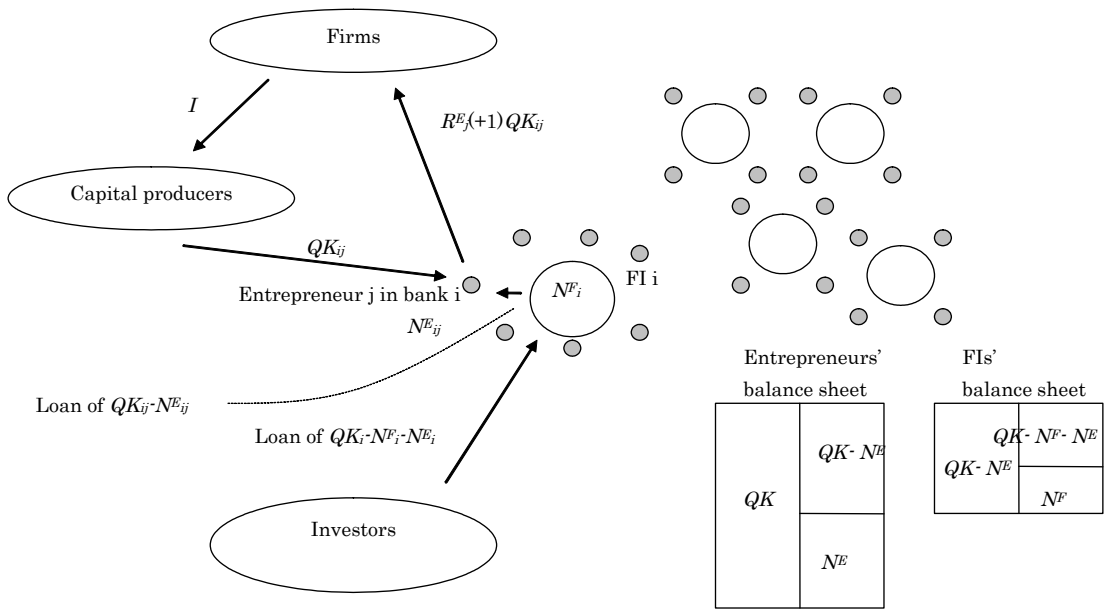 Firms
I
R^E_j(+1)QK_ij
Capital producers
QK_ij
Entrepreneur j in bank i
N^F_i
FI i
N^E_ij
Loan of QK_ij-N^E_ij
Loan of QK_i-N^F_i-N^E_i
Investors
Entrepreneurs’
balance sheet
QK
QK- N^E
N^E
FIs’
balance sheet
QK- N^E
QK- N^F- N^E
N^F